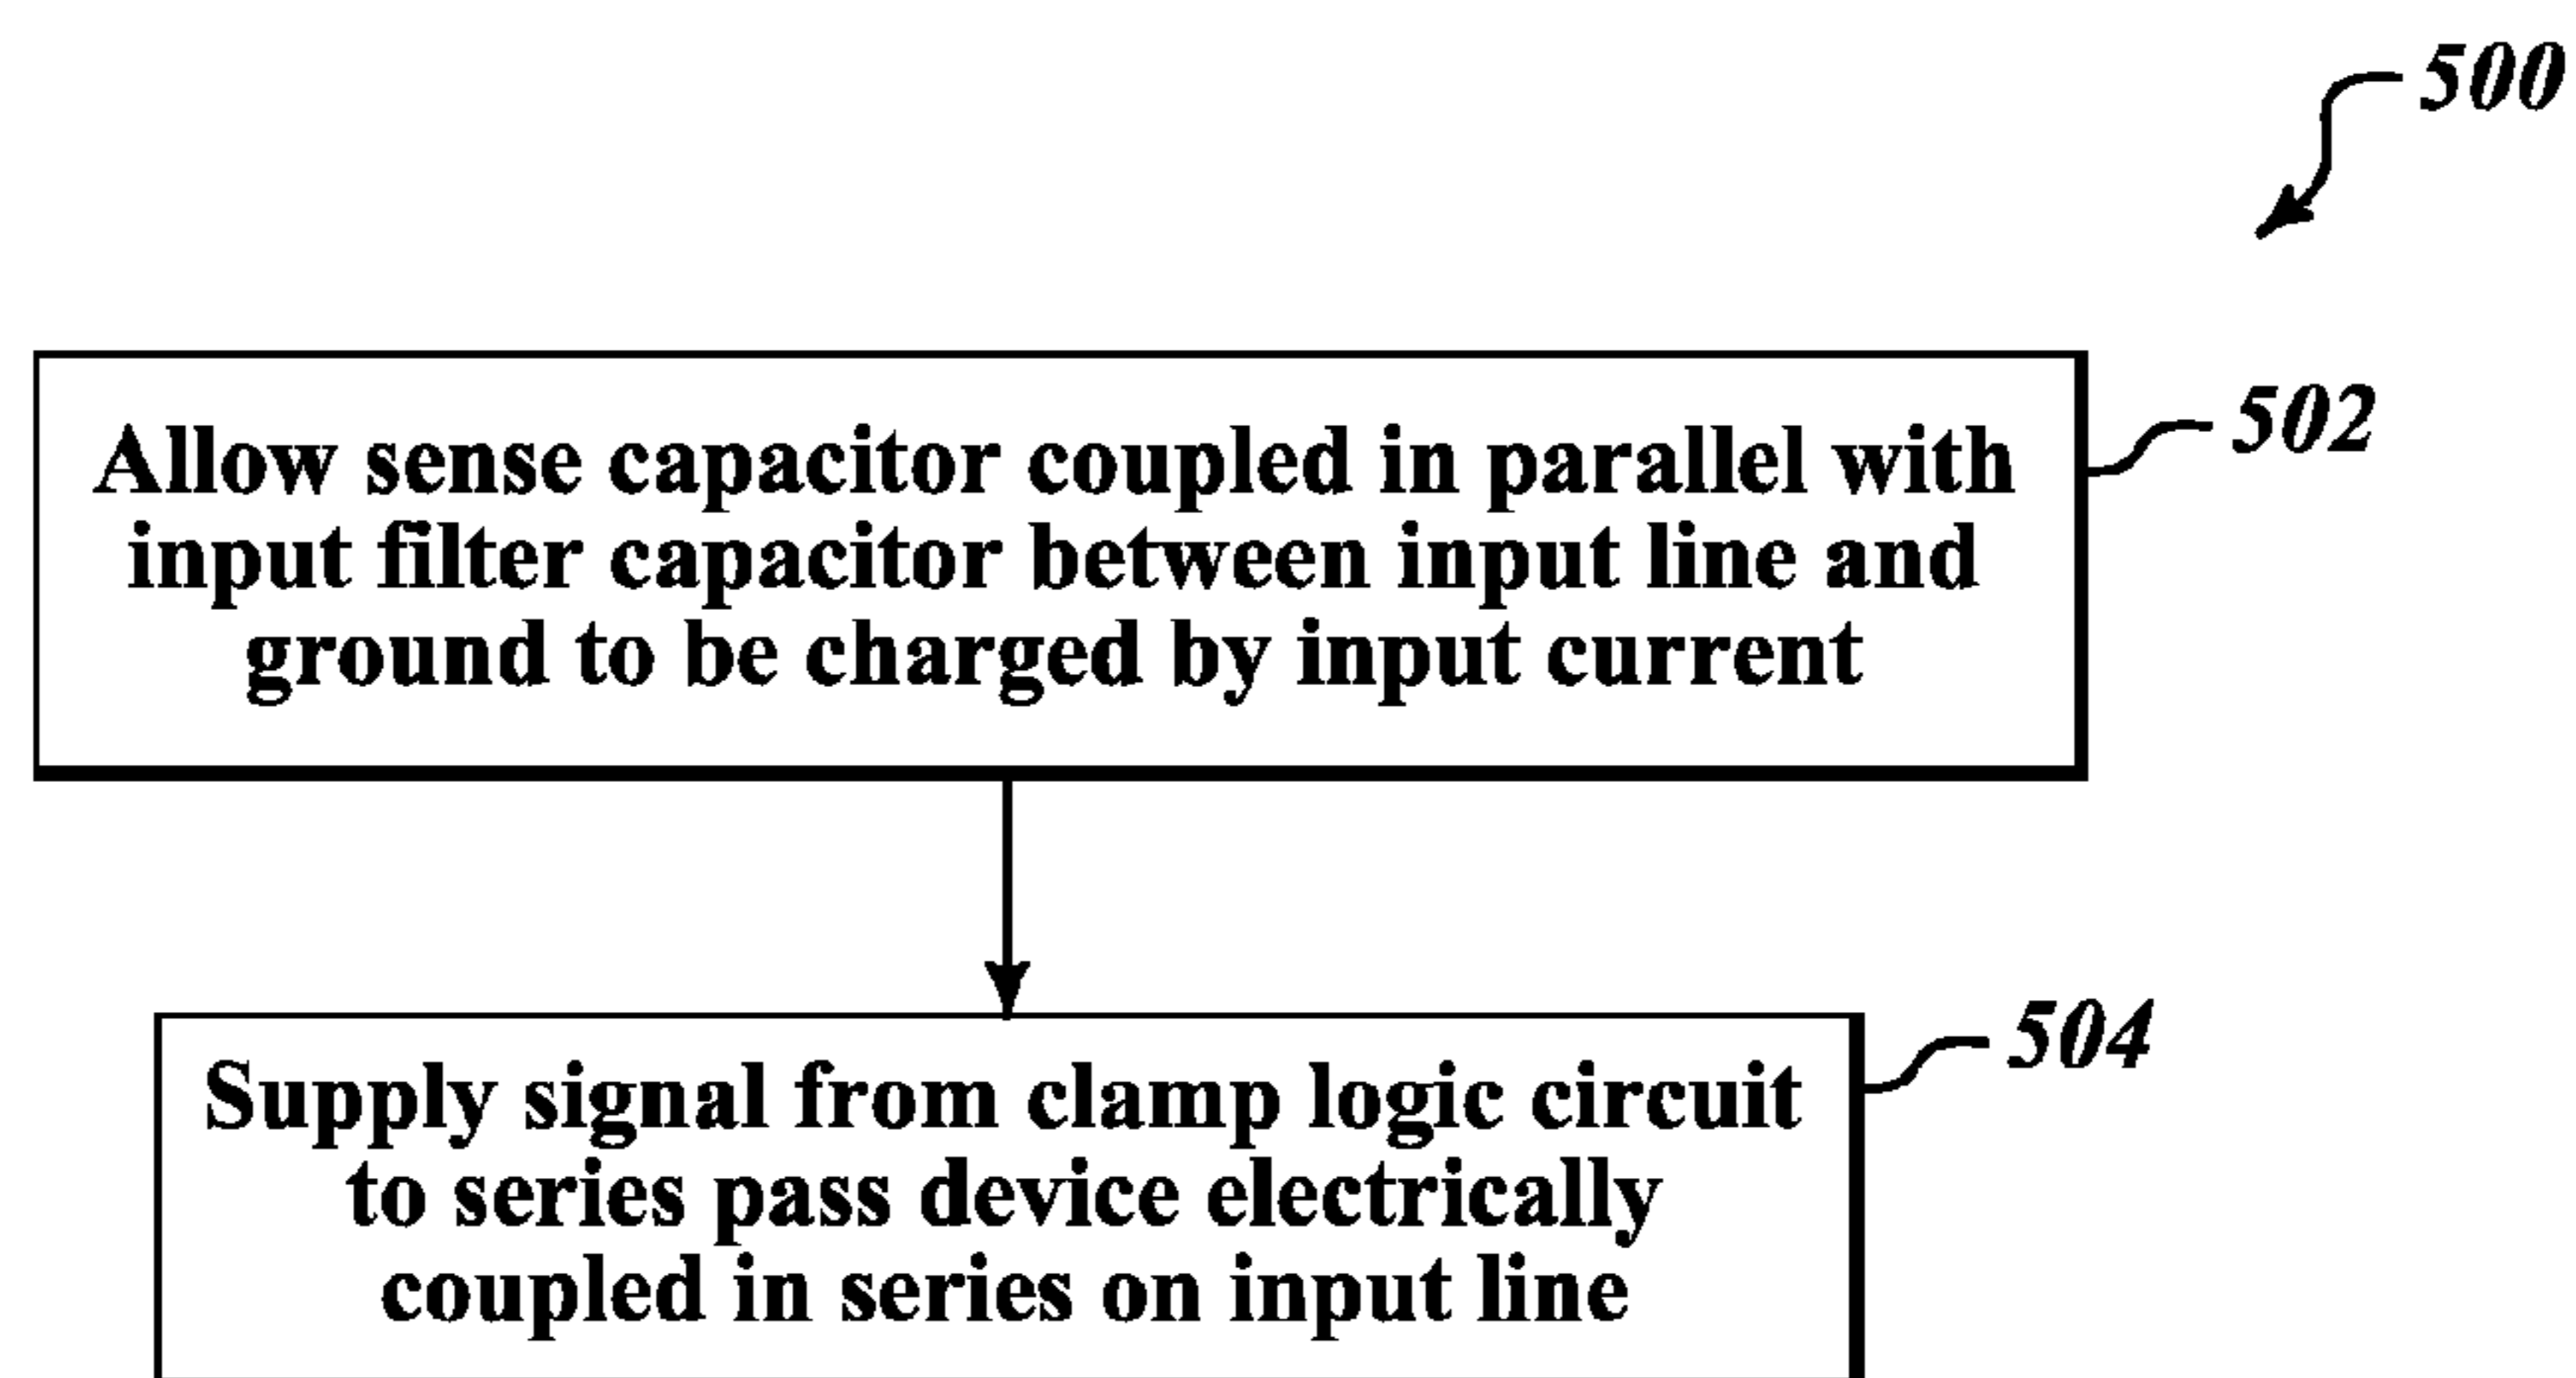 500
Allow sense capacitor coupled in parallel with
input filter capacitor between input line and
ground to be charged by input current
502
Supply signal from clamp logic circuit
to series pass device electrically
coupled in series on input line
504